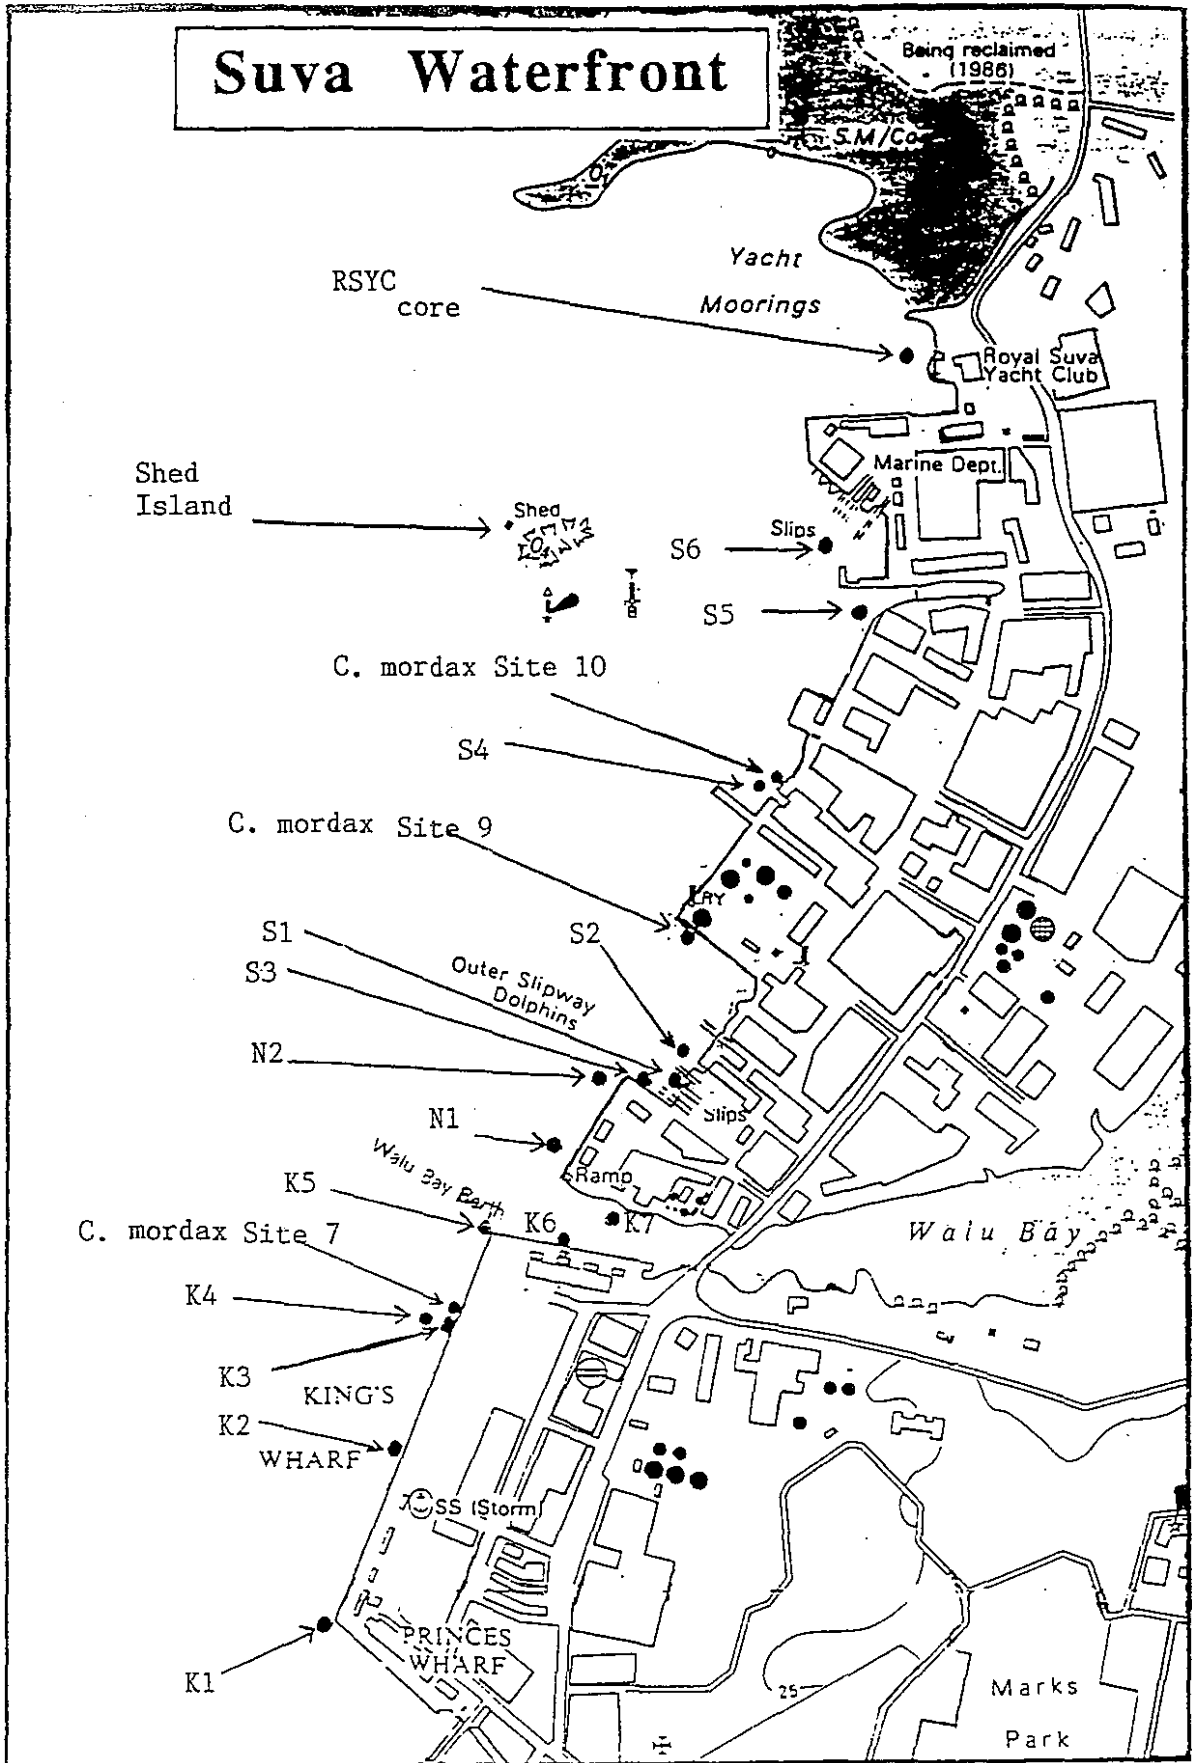 Suva Waterfront
Being reclaimed
(1986)
S.M/Co
Yacht
Moorings
RSYC
core
Royal Suva
Yacht Club
Marine Dept.
Shed
Island
Shed
Slips
S6
S5
C. mordax Site 10
S4
C. mordax Site 9
S1
S2
S3
Outer Slipway
Dolphins
N2
Slips
N1
Walu Bay Berth
Ramp
K5
K6
K7
C. mordax Site 7
Walu Bay
K4
K3
KING'S
K2
WHARF
SS (Storm)
PRINCES
WHARF
K1
25
Marks
Park